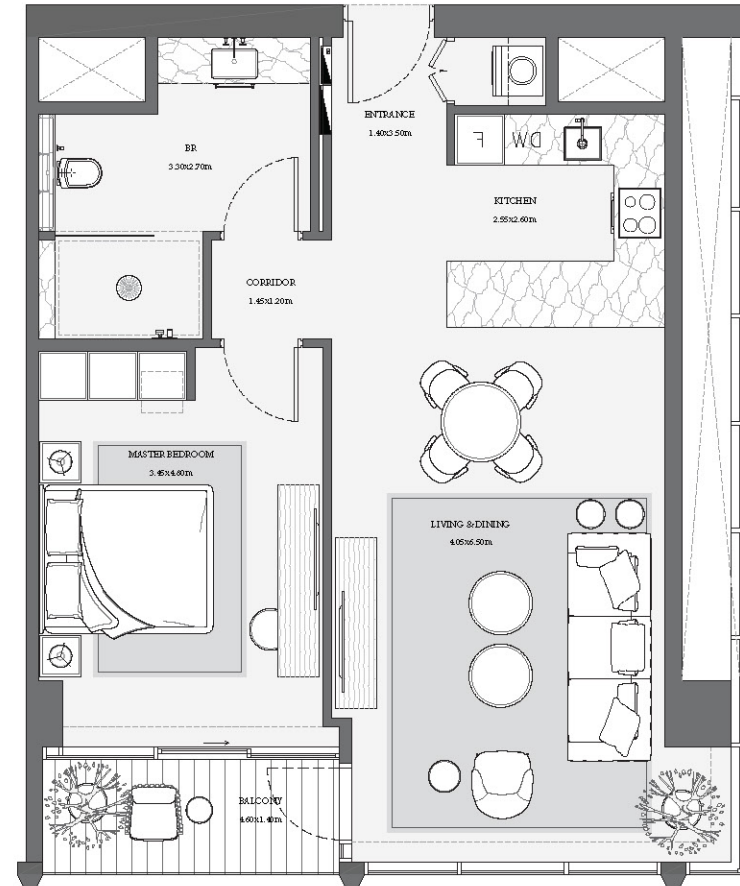 ENTRANCE
1.40x3.50m
BR
3.30x2.70m
F DW
KITCHEN
2.55x2.60m
CORRIDOR
1.45x1.20m
MASTER BEDROOM
3.45x4.80m
LIVING & DINING
4.05x6.50m
BALCONY
4.60x1.40m